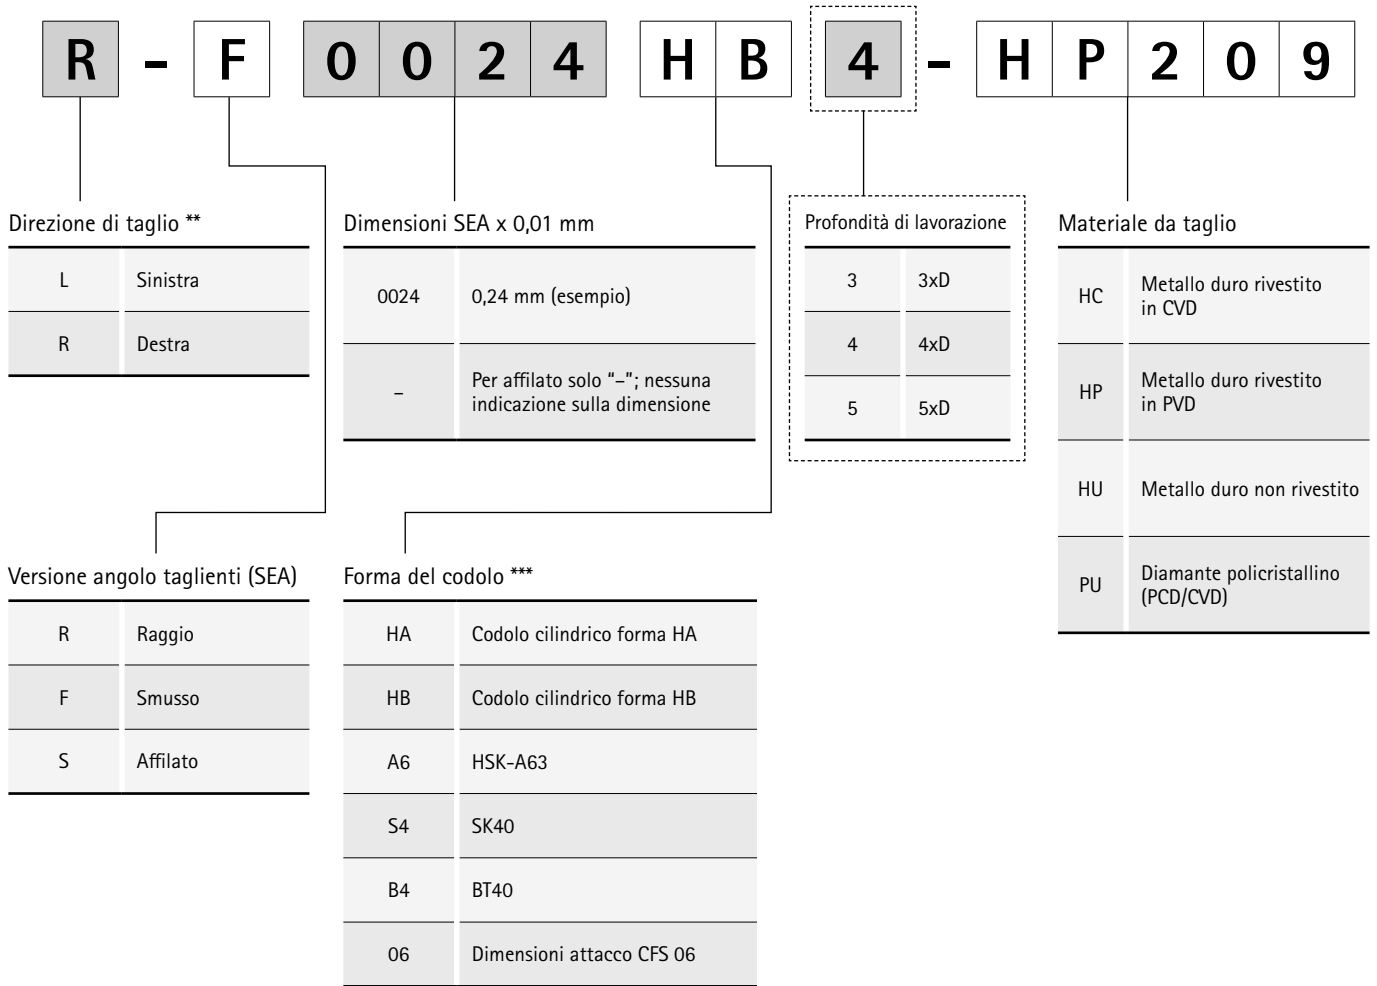 R - F 0 0 2 4 H B 4 - H P 2 0 9
Direzione di taglio **
L Sinistra
R Destra
Dimensioni SEA x 0,01 mm
0024 0,24 mm (esempio)
– Per affilato solo “–”; nessuna
indicazione sulla dimensione
Profondità di lavorazione
3 3xD
4 4xD
5 5xD
Materiale da taglio
HC Metallo duro rivestito
in CVD
HP Metallo duro rivestito
in PVD
HU Metallo duro non rivestito
PU Diamante policristallino
(PCD/CVD)
Versione angolo taglienti (SEA)
R Raggio
F Smusso
S Affilato
Forma del codolo ***
HA Codolo cilindrico forma HA
HB Codolo cilindrico forma HB
A6 HSK-A63
S4 SK40
B4 BT40
06 Dimensioni attacco CFS 06